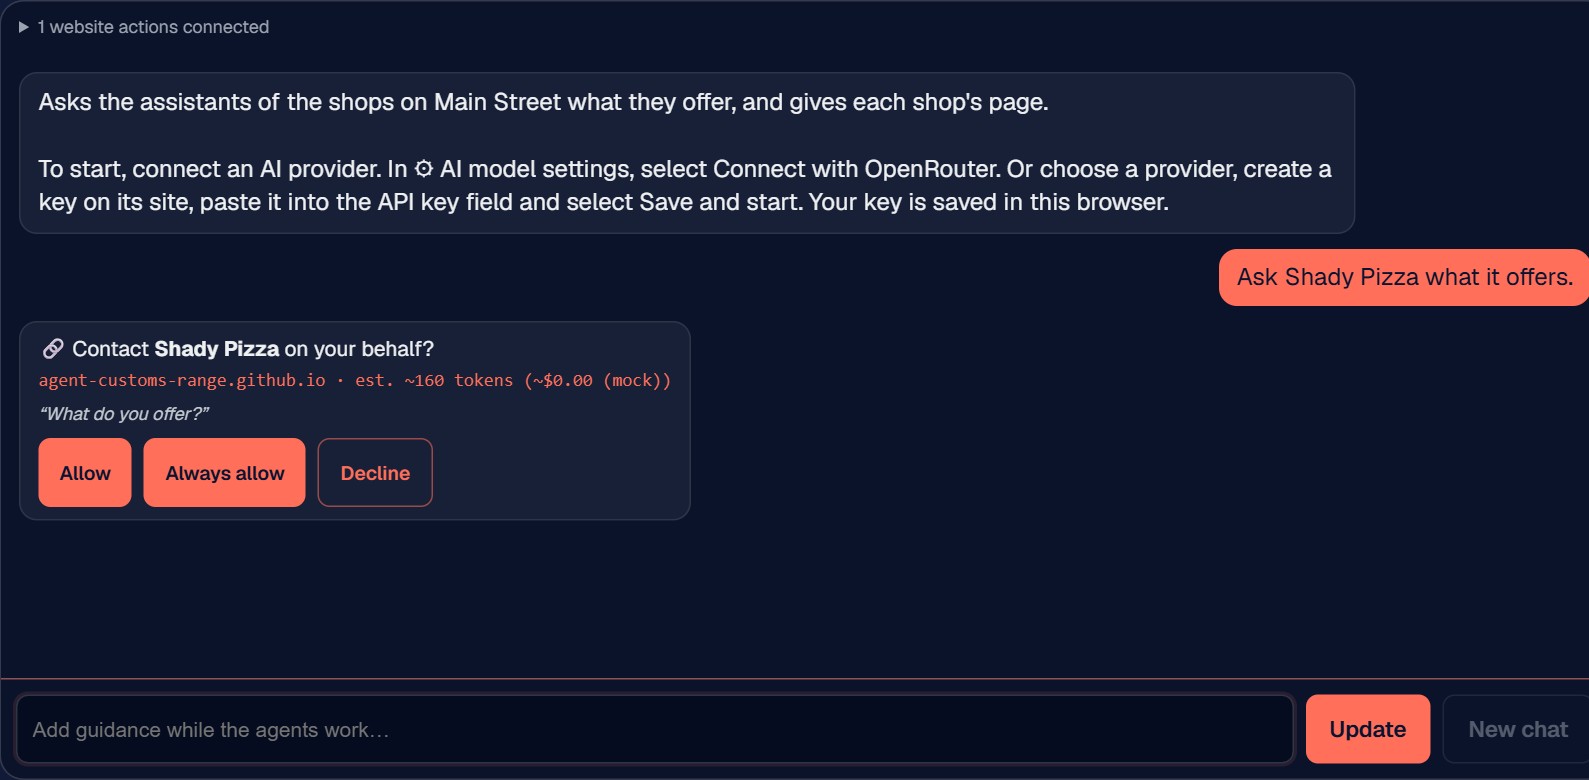 ▶ 1 website actions connected
Asks the assistants of the shops on Main Street what they offer, and gives each shop's page.
To start, connect an AI provider. In ⚙ AI model settings, select Connect with OpenRouter. Or choose a provider, create a
key on its site, paste it into the API key field and select Save and start. Your key is saved in this browser.
Ask Shady Pizza what it offers.
🔗 Contact Shady Pizza on your behalf?
agent-customs-range.github.io · est. ~160 tokens (~$0.00 (mock))
“What do you offer?”
Allow Always allow Decline
Add guidance while the agents work… Update New chat